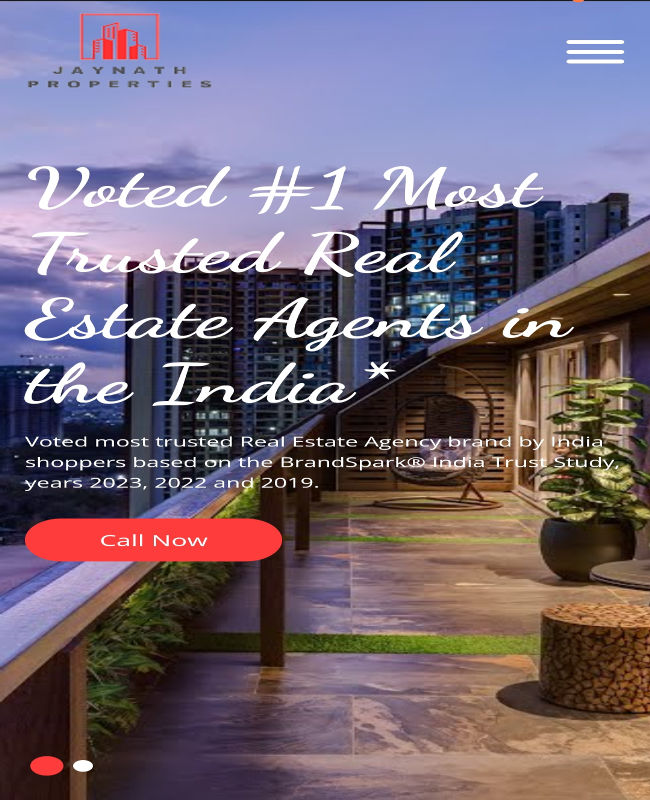 JAYNATH
PROPERTIES
Voted #1 Most
Trusted Real
Estate Agents in
the India*
Voted most trusted Real Estate Agency brand by India
shoppers based on the BrandSpark® India Trust Study,
years 2023, 2022 and 2019.
Call Now